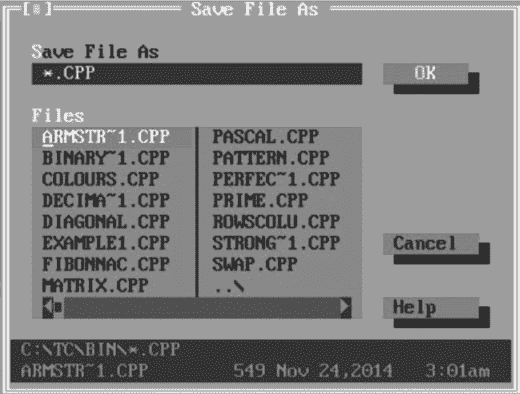 [■] Save File As
Save File As
*.CPP
OK
Files
ARMSTR~1.CPP PASCAL.CPP
BINARY~1.CPP PATTERN.CPP
COLOURS.CPP PERFEC~1.CPP
DECIMA~1.CPP PRIME.CPP
DIAGONAL.CPP ROWSCOLU.CPP
EXAMPLE1.CPP STRONG~1.CPP
FIBONNAC.CPP SWAP.CPP
MATRIX.CPP ..\
Cancel
Help
C:\TC\BIN\*.CPP
ARMSTR~1.CPP 549 Nov 24,2014 3:01am